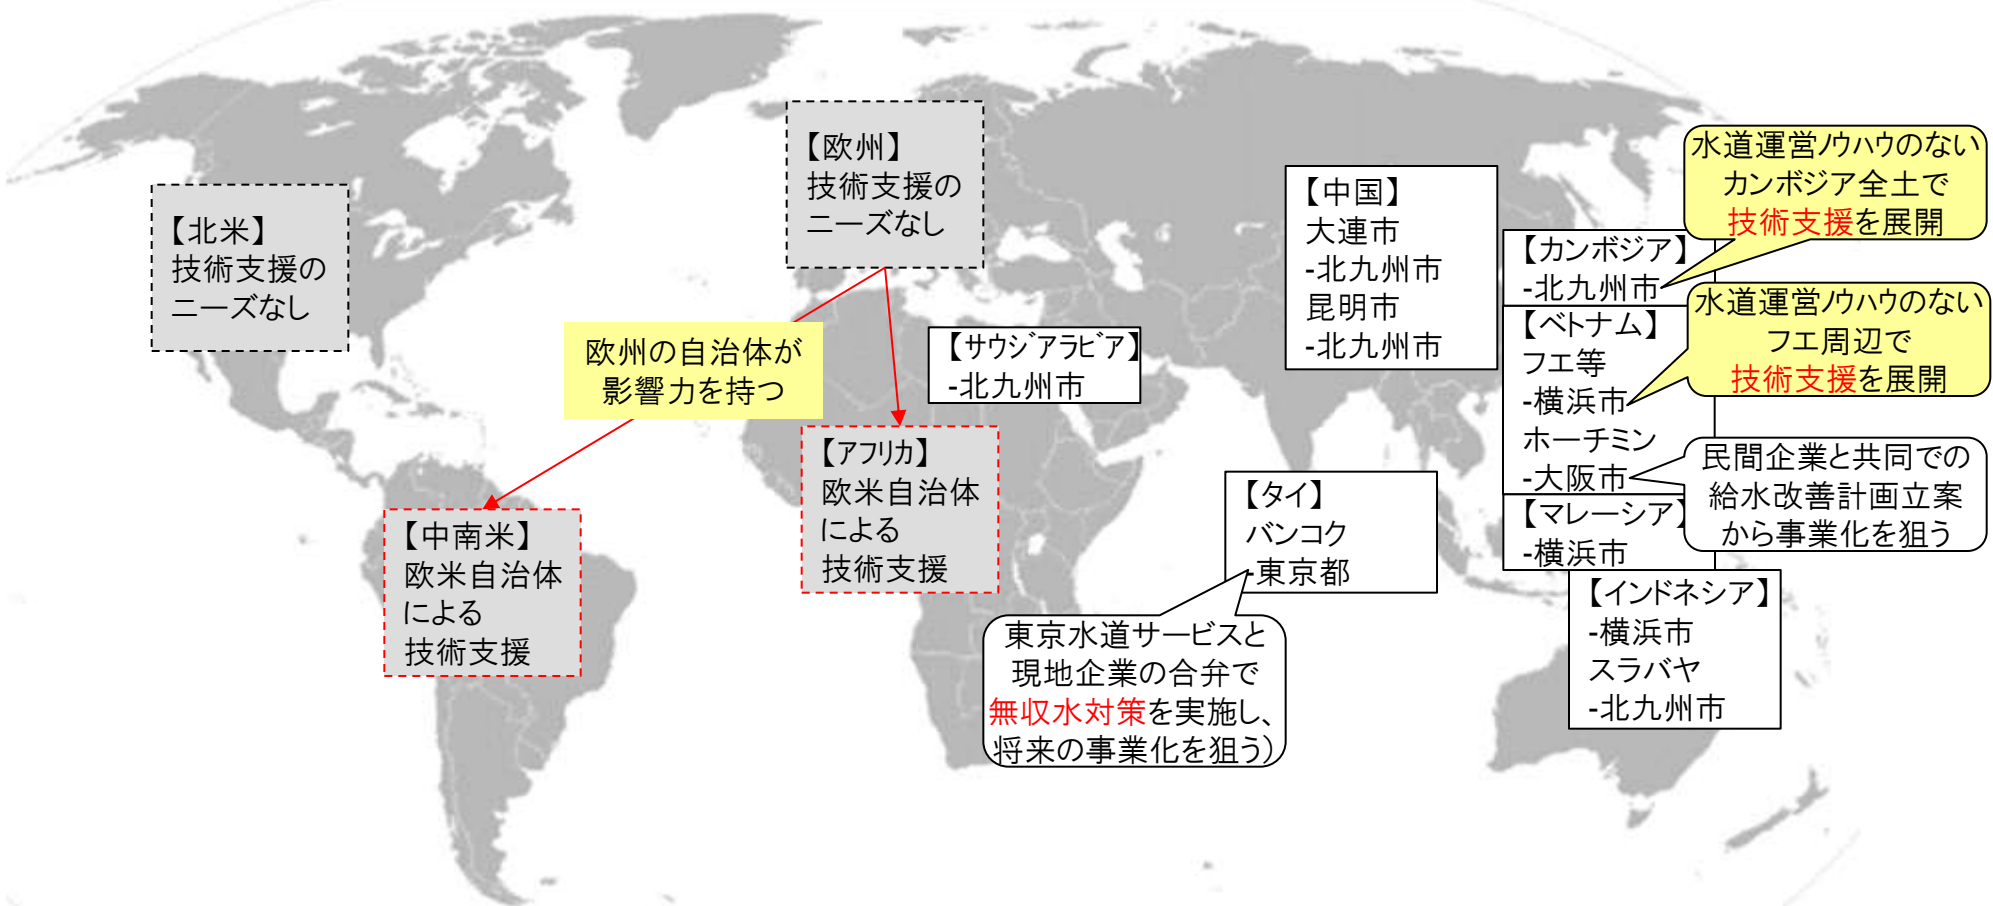 【北米】
技術支援の
ニーズなし
【欧州】
技術支援の
ニーズなし
欧州の自治体が
影響力を持つ
【中南米】
欧米自治体
による
技術支援
【アフリカ】
欧米自治体
による
技術支援
【サウジアラビア】
-北九州市
【中国】
大連市
-北九州市
昆明市
-北九州市
【カンボジア】
-北九州市
水道運営ノウハウのない
カンボジア全土で
技術支援を展開
【ベトナム】
フエ等
-横浜市
ホーチミン
-大阪市
水道運営ノウハウのない
フエ周辺で
技術支援を展開
民間企業と共同での
給水改善計画立案
から事業化を狙う
【マレーシア】
-横浜市
【タイ】
バンコク
-東京都
東京水道サービスと
現地企業の合弁で
無収水対策を実施し、
将来の事業化を狙う）
【インドネシア】
-横浜市
スラバヤ
-北九州市